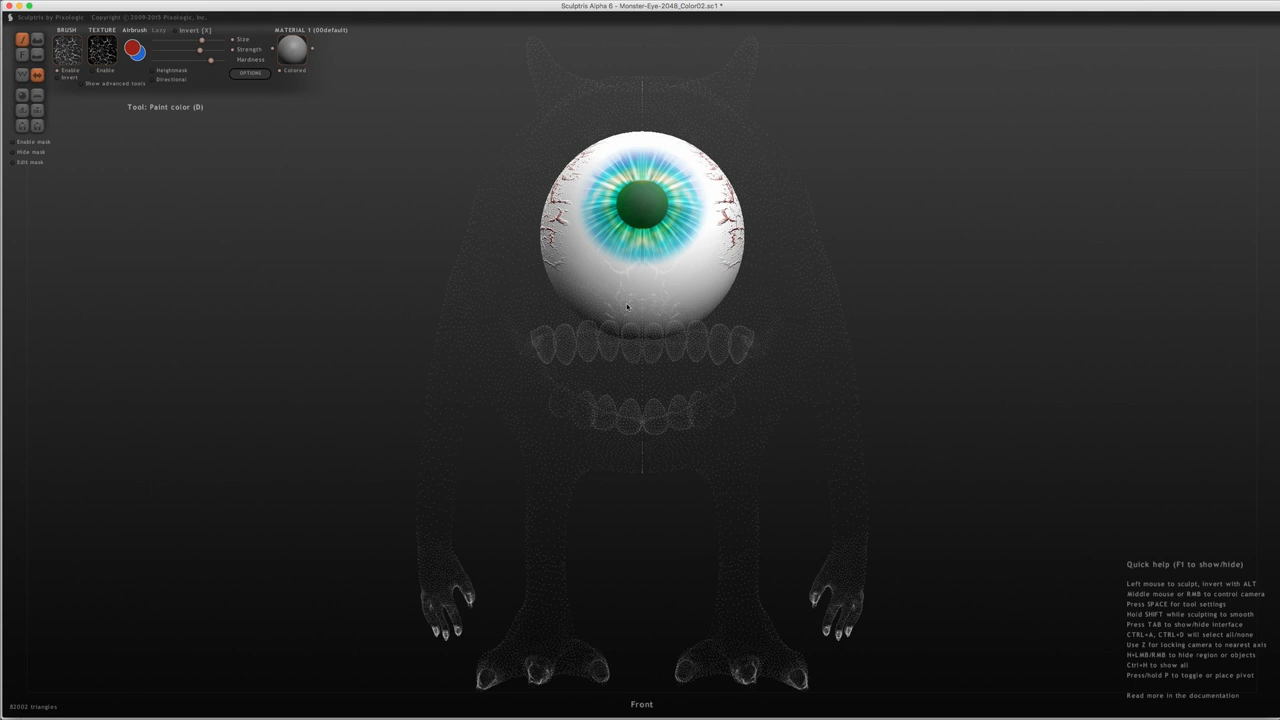 Sculptris Alpha 6 - Monster-Eye-2048_Color02.sc1 *
Sculptris by Pixologic Copyright © 2009-2015 Pixologic, Inc.
BRUSH TEXTURE Airbrush Lazy Invert [X] MATERIAL 1 (00default)
Size
Strength
Hardness
Enable Enable Heightmask OPTIONS Colored
Invert Directional
Show advanced tools
Tool: Paint color (D)
Enable mask
Hide mask
Edit mask
Quick help (F1 to show/hide)
Left mouse to sculpt, invert with ALT
Middle mouse or RMB to control camera
Press SPACE for tool settings
Hold SHIFT while sculpting to smooth
Press TAB to show/hide interface
CTRL+A, CTRL+D will select all/none
Use Z for locking camera to nearest axis
H+LMB/RMB to hide region or objects
Ctrl+H to show all
Press/hold P to toggle or place pivot
Read more in the documentation
82002 triangles
Front